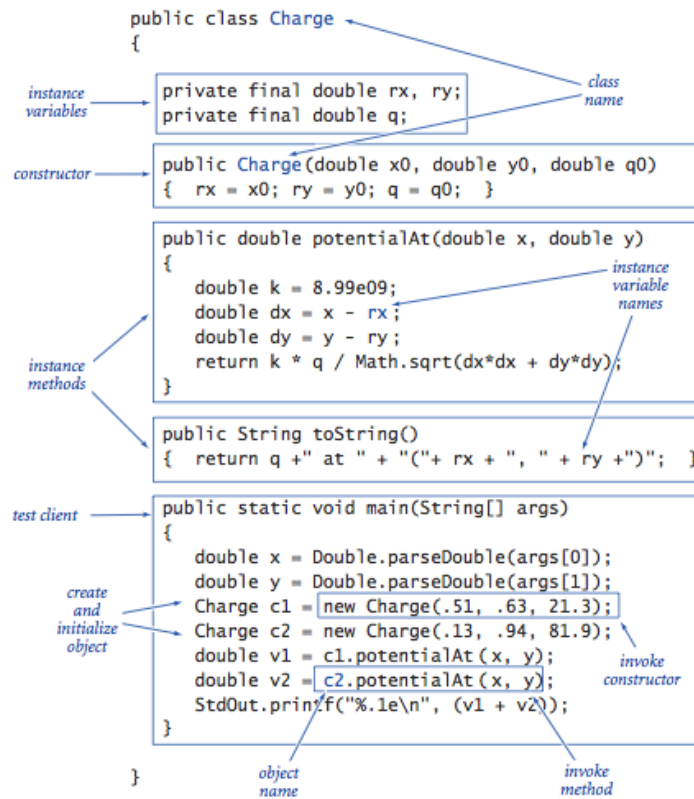 public class Charge
{
class
name
instance
variables
private final double rx, ry;
private final double q;
constructor
public Charge(double x0, double y0, double q0)
{ rx = x0; ry = y0; q = q0; }
instance
methods
public double potentialAt(double x, double y)
{
double k = 8.99e09;
double dx = x - rx;
double dy = y - ry;
return k * q / Math.sqrt(dx*dx + dy*dy);
}
instance
variable
names
public String toString()
{ return q +" at " + "("+ rx + ", " + ry +")"; }
test client
public static void main(String[] args)
{
double x = Double.parseDouble(args[0]);
double y = Double.parseDouble(args[1]);
Charge c1 = new Charge(.51, .63, 21.3);
Charge c2 = new Charge(.13, .94, 81.9);
double v1 = c1.potentialAt(x, y);
double v2 = c2.potentialAt(x, y);
StdOut.printf("%.1e\n", (v1 + v2));
}
create
and
initialize
object
invoke
constructor
}
object
name
invoke
method